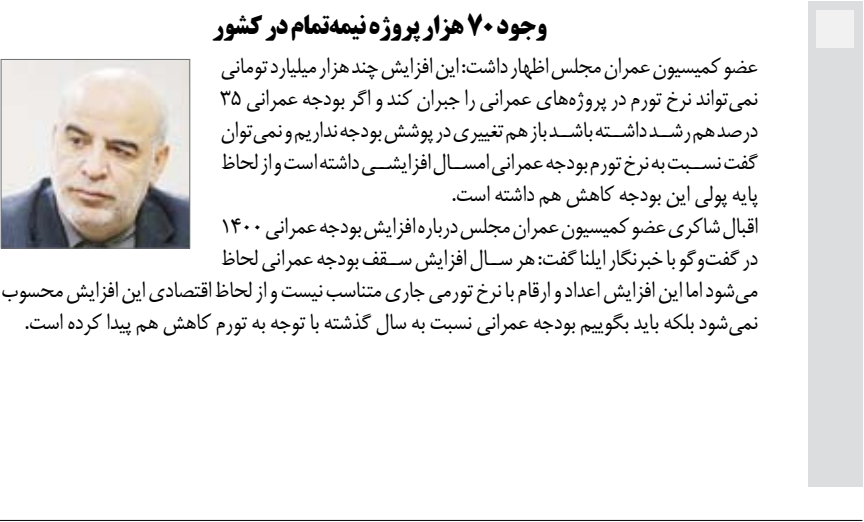 وجود ۷۰ هزار پروژه نیمه‌تمام در کشور
عضو کمیسیون عمران مجلس اظهار داشت: این افزایش چند هزار میلیارد تومانی
نمی‌تواند نرخ تورم در پروژه‌های عمرانی را جبران کند و اگر بودجه عمرانی ۳۵
درصد هم رشد داشته باشد باز هم تغییری در پوشش بودجه نداریم و نمی‌توان
گفت نسبت به نرخ تورم بودجه عمرانی امسال افزایشی داشته است و از لحاظ
پایه پولی این بودجه کاهش هم داشته است.
اقبال شاکری عضو کمیسیون عمران مجلس درباره افزایش بودجه عمرانی ۱۴۰۰
در گفت‌وگو با خبرنگار ایلنا گفت: هر سال افزایش سقف بودجه عمرانی لحاظ
می‌شود اما این افزایش اعداد و ارقام با نرخ تورمی جاری متناسب نیست و از لحاظ اقتصادی این افزایش محسوب
نمی‌شود بلکه باید بگوییم بودجه عمرانی نسبت به سال گذشته با توجه به تورم کاهش هم پیدا کرده است.